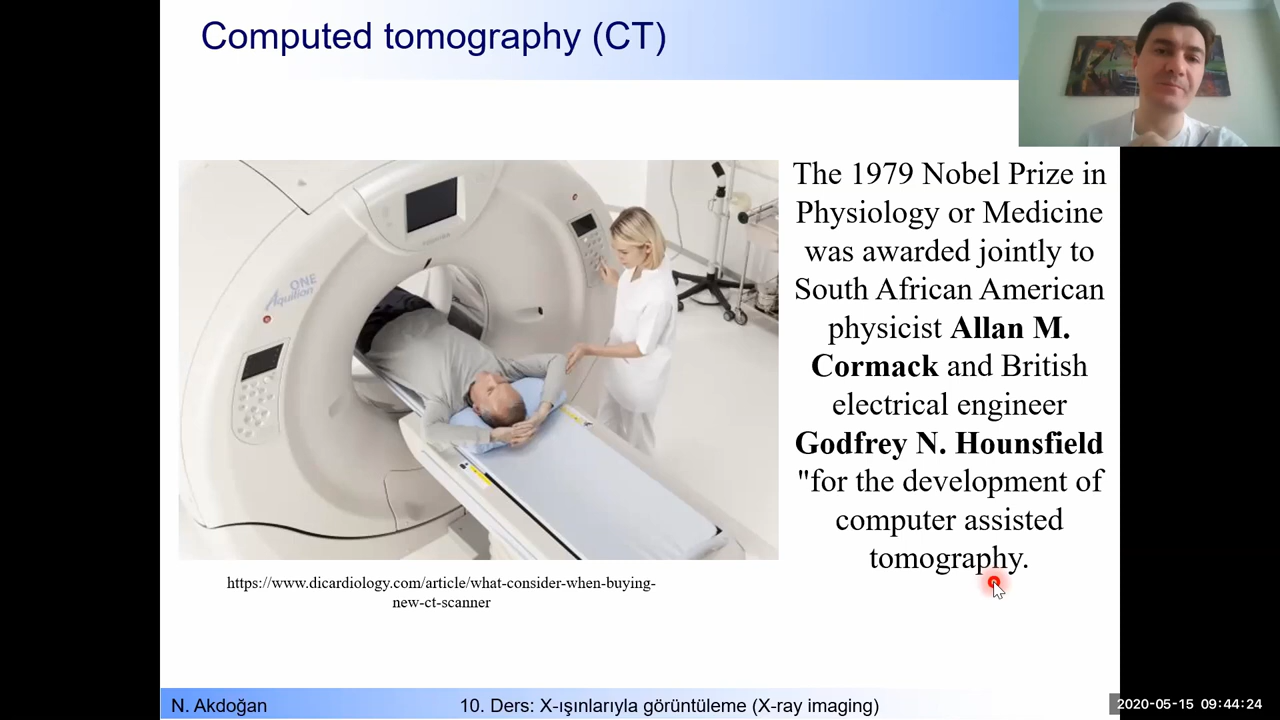 Computed tomography (CT)
The 1979 Nobel Prize in
Physiology or Medicine
was awarded jointly to
South African American
physicist Allan M.
Cormack and British
electrical engineer
Godfrey N. Hounsfield
"for the development of
computer assisted
tomography.
ONE
Aquilion
https://www.dicardiology.com/article/what-consider-when-buying-
new-ct-scanner
N. Akdoğan
10. Ders: X-ışınlarıyla görüntüleme (X-ray imaging)
2020-05-15 09:44:24